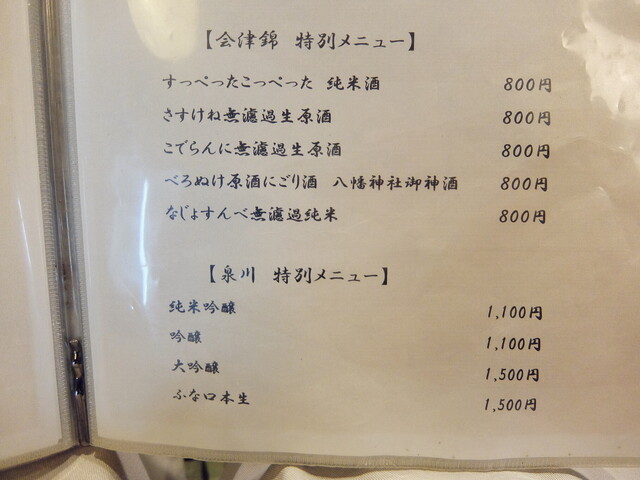 【会津錦 特別メニュー】
すっぺったこっぺった 純米酒 800円
さすけね無濾過生原酒 800円
こでらんに無濾過生原酒 800円
べろぬけ原酒にごり酒 八幡神社御神酒 800円
なじょすんべ無濾過純米 800円
【泉川 特別メニュー】
純米吟醸 1,100円
吟醸 1,100円
大吟醸 1,500円
ふな口本生 1,500円